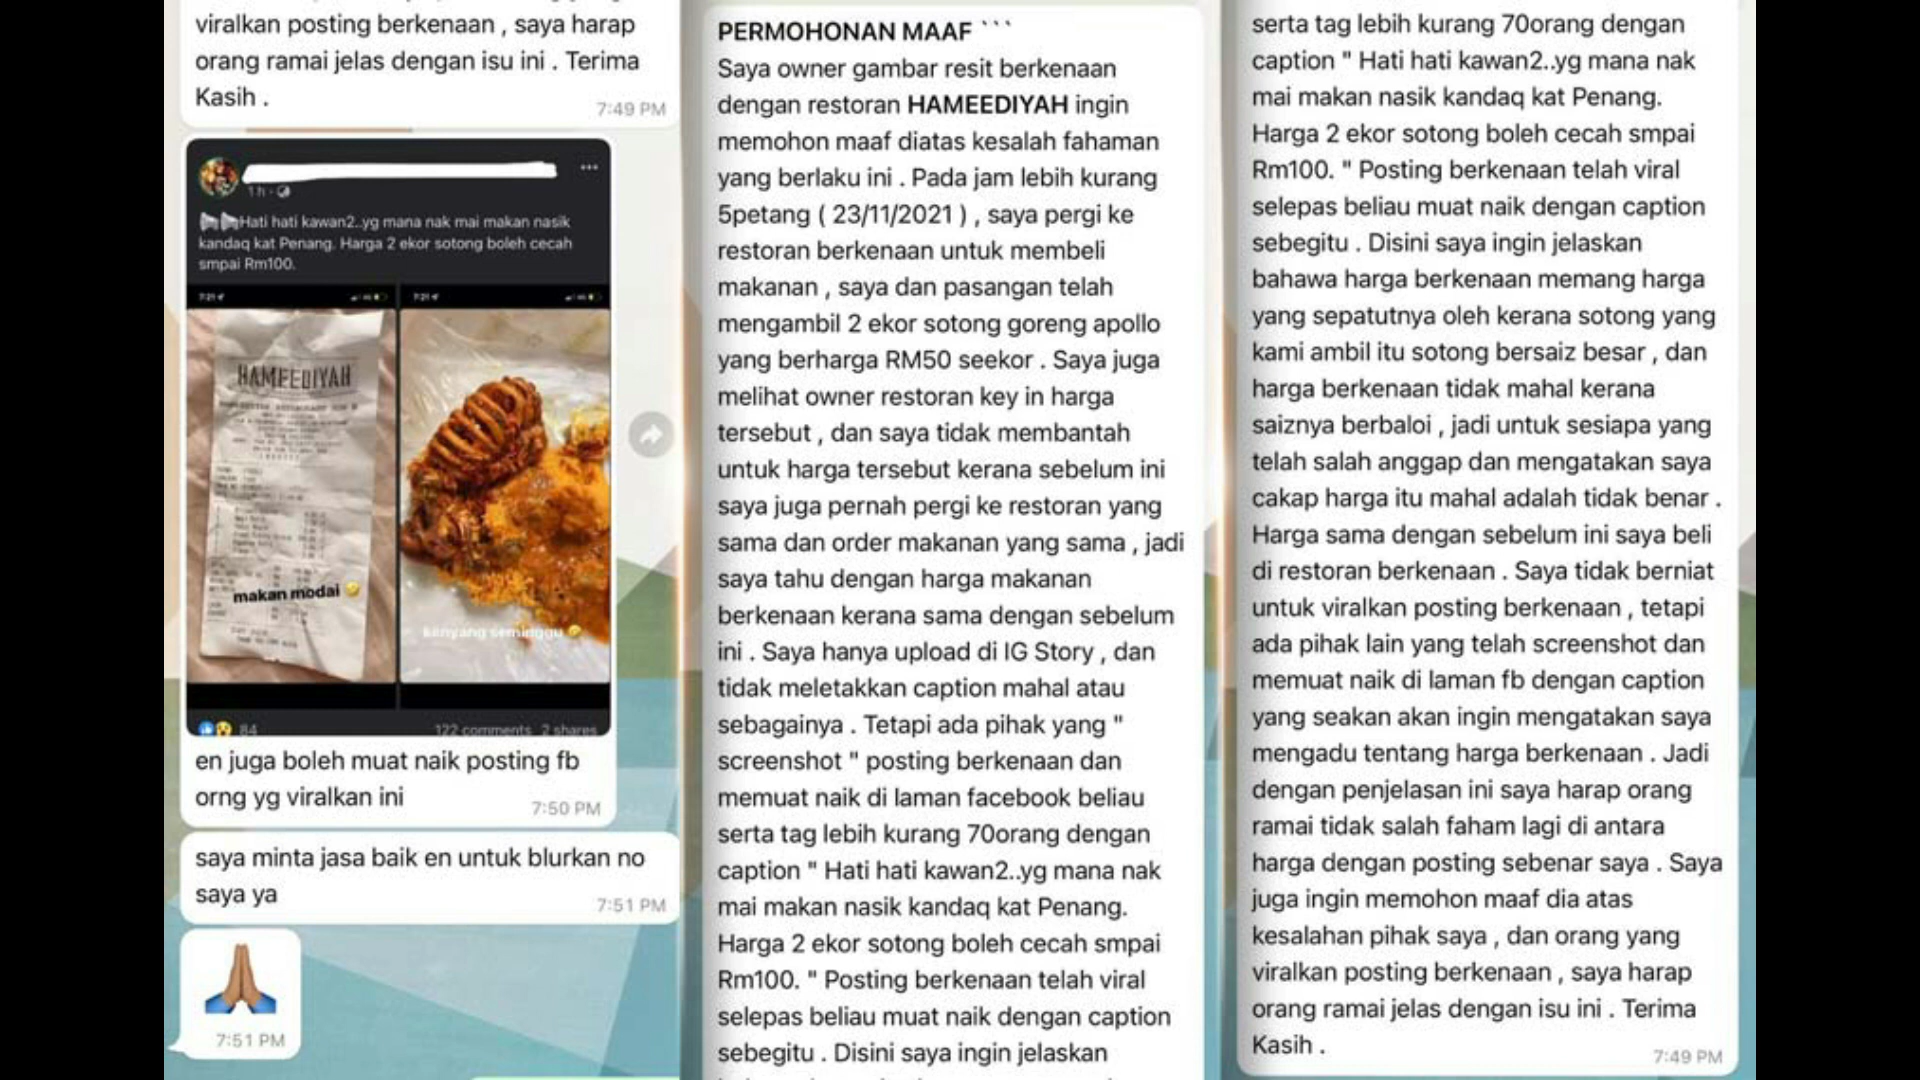 viralkan posting berkenaan , saya harap
orang ramai jelas dengan isu ini . Terima
Kasih .
7:49 PM
1 h
Hati hati kawan2..yg mana nak mai makan nasik
kandaq kat Penang. Harga 2 ekor sotong boleh cecah
smpai Rm100.
7:21
7:21
HAMEEDIYAH
makan modai
kenyang seminggu
84
122 comments 2 shares
en juga boleh muat naik posting fb
orng yg viralkan ini
7:50 PM
saya minta jasa baik en untuk blurkan no
saya ya
7:51 PM
🙏🏽
7:51 PM
PERMOHONAN MAAF ```
Saya owner gambar resit berkenaan
dengan restoran HAMEEDIYAH ingin
memohon maaf diatas kesalah fahaman
yang berlaku ini . Pada jam lebih kurang
5petang ( 23/11/2021 ) , saya pergi ke
restoran berkenaan untuk membeli
makanan , saya dan pasangan telah
mengambil 2 ekor sotong goreng apollo
yang berharga RM50 seekor . Saya juga
melihat owner restoran key in harga
tersebut , dan saya tidak membantah
untuk harga tersebut kerana sebelum ini
saya juga pernah pergi ke restoran yang
sama dan order makanan yang sama , jadi
saya tahu dengan harga makanan
berkenaan kerana sama dengan sebelum
ini . Saya hanya upload di IG Story , dan
tidak meletakkan caption mahal atau
sebagainya . Tetapi ada pihak yang "
screenshot " posting berkenaan dan
memuat naik di laman facebook beliau
serta tag lebih kurang 70orang dengan
caption " Hati hati kawan2..yg mana nak
mai makan nasik kandaq kat Penang.
Harga 2 ekor sotong boleh cecah smpai
Rm100. " Posting berkenaan telah viral
selepas beliau muat naik dengan caption
sebegitu . Disini saya ingin jelaskan
serta tag lebih kurang 70orang dengan
caption " Hati hati kawan2..yg mana nak
mai makan nasik kandaq kat Penang.
Harga 2 ekor sotong boleh cecah smpai
Rm100. " Posting berkenaan telah viral
selepas beliau muat naik dengan caption
sebegitu . Disini saya ingin jelaskan
bahawa harga berkenaan memang harga
yang sepatutnya oleh kerana sotong yang
kami ambil itu sotong bersaiz besar , dan
harga berkenaan tidak mahal kerana
saiznya berbaloi , jadi untuk sesiapa yang
telah salah anggap dan mengatakan saya
cakap harga itu mahal adalah tidak benar .
Harga sama dengan sebelum ini saya beli
di restoran berkenaan . Saya tidak berniat
untuk viralkan posting berkenaan , tetapi
ada pihak lain yang telah screenshot dan
memuat naik di laman fb dengan caption
yang seakan akan ingin mengatakan saya
mengadu tentang harga berkenaan . Jadi
dengan penjelasan ini saya harap orang
ramai tidak salah faham lagi di antara
harga dengan posting sebenar saya . Saya
juga ingin memohon maaf dia atas
kesalahan pihak saya , dan orang yang
viralkan posting berkenaan , saya harap
orang ramai jelas dengan isu ini . Terima
Kasih .
7:49 PM